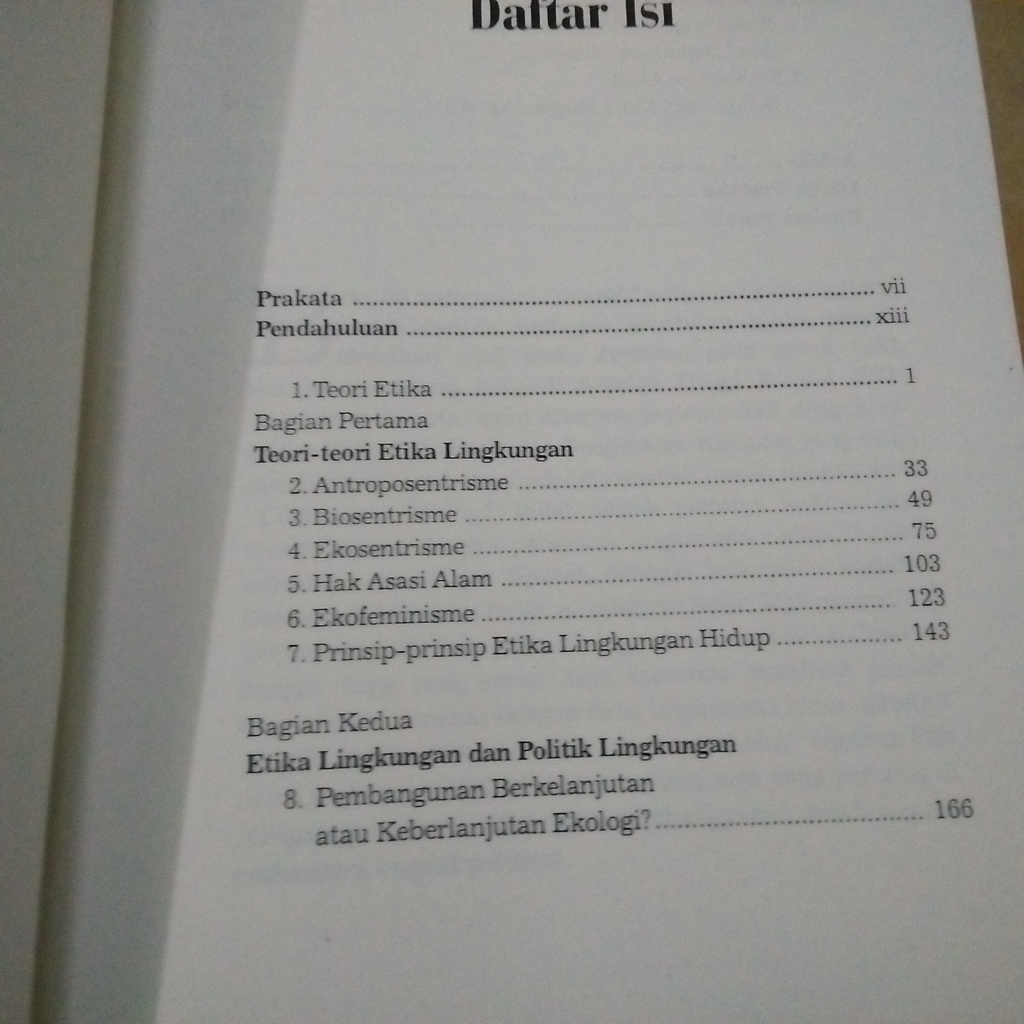 Daftar Isi
Prakata ........................................................................ vii
Pendahuluan ................................................................ xiii
1. Teori Etika ............................................................... 1
Bagian Pertama
Teori-teori Etika Lingkungan
2. Antroposentrisme .................................................... 33
3. Biosentrisme ............................................................ 49
4. Ekosentrisme ........................................................... 75
5. Hak Asasi Alam ....................................................... 103
6. Ekofeminisme .......................................................... 123
7. Prinsip-prinsip Etika Lingkungan Hidup ................... 143
Bagian Kedua
Etika Lingkungan dan Politik Lingkungan
8. Pembangunan Berkelanjutan
atau Keberlanjutan Ekologi? ....................................... 166